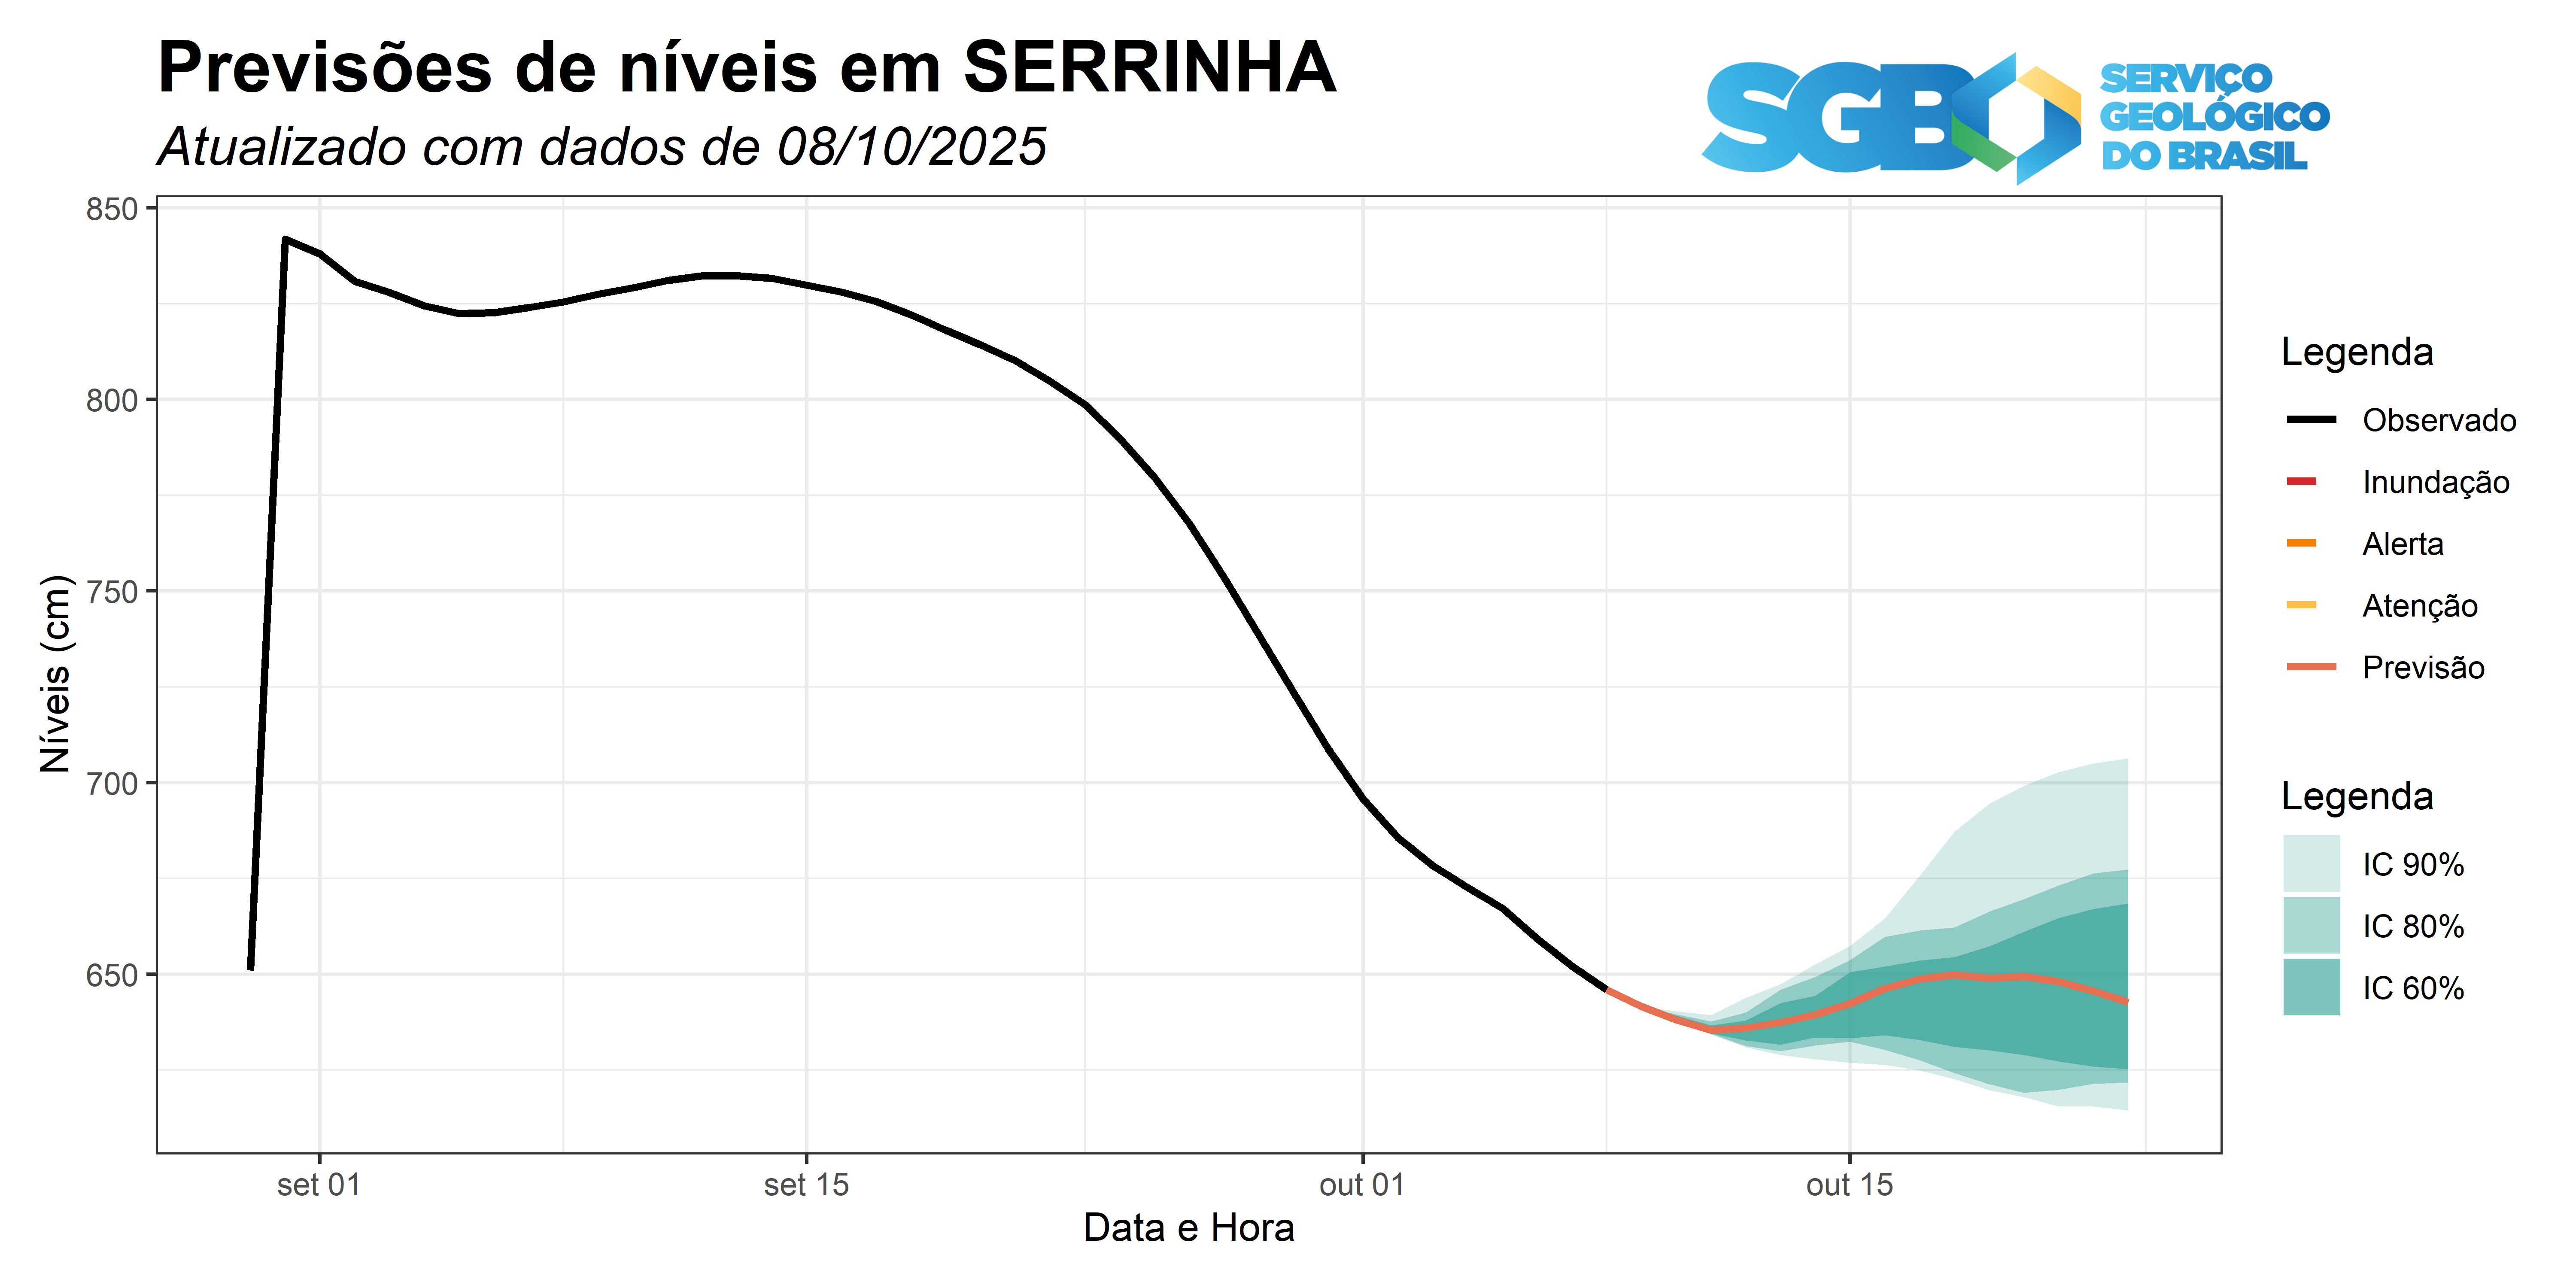 Previsões de níveis em SERRINHA
Atualizado com dados de 08/10/2025
SGB
SERVIÇO
GEOLÓGICO
DO BRASIL
850
800
750
700
650
Níveis (cm)
set 01
set 15
out 01
out 15
Data e Hora
Legenda
Observado
Inundação
Alerta
Atenção
Previsão
Legenda
IC 90%
IC 80%
IC 60%